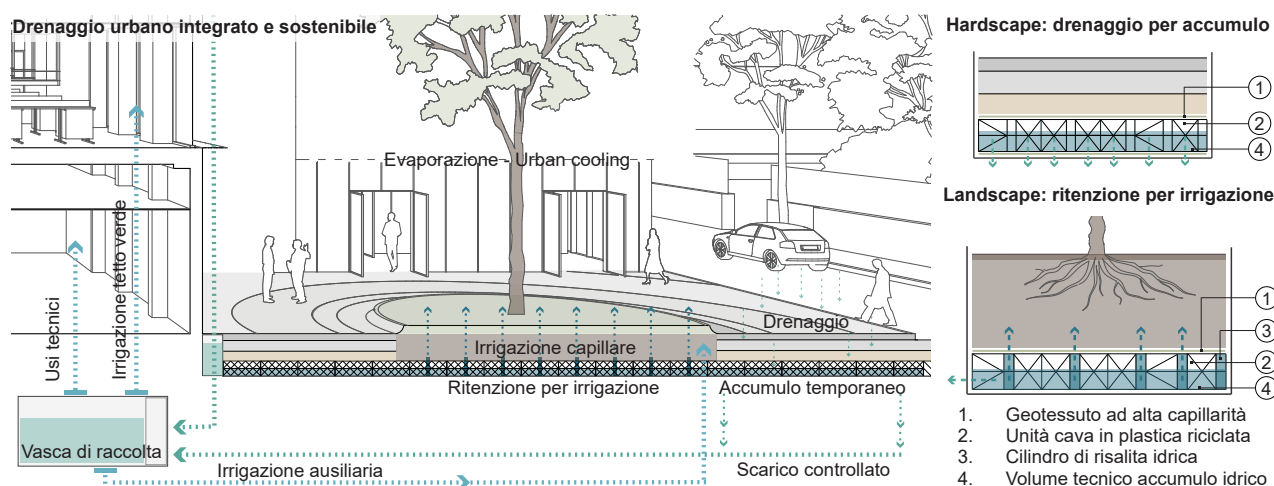 Drenaggio urbano integrato e sostenibile
Evaporazione - Urban cooling
Usi tecnici
Irrigazione tetto verde
Drenaggio
Irrigazione capillare
Ritenzione per irrigazione
Accumulo temporaneo
Vasca di raccolta
Irrigazione ausiliaria
Scarico controllato
Hardscape: drenaggio per accumulo
1
2
4
Landscape: ritenzione per irrigazione
1
3
2
4
1. Geotessuto ad alta capillarità
2. Unità cava in plastica riciclata
3. Cilindro di risalita idrica
4. Volume tecnico accumulo idrico